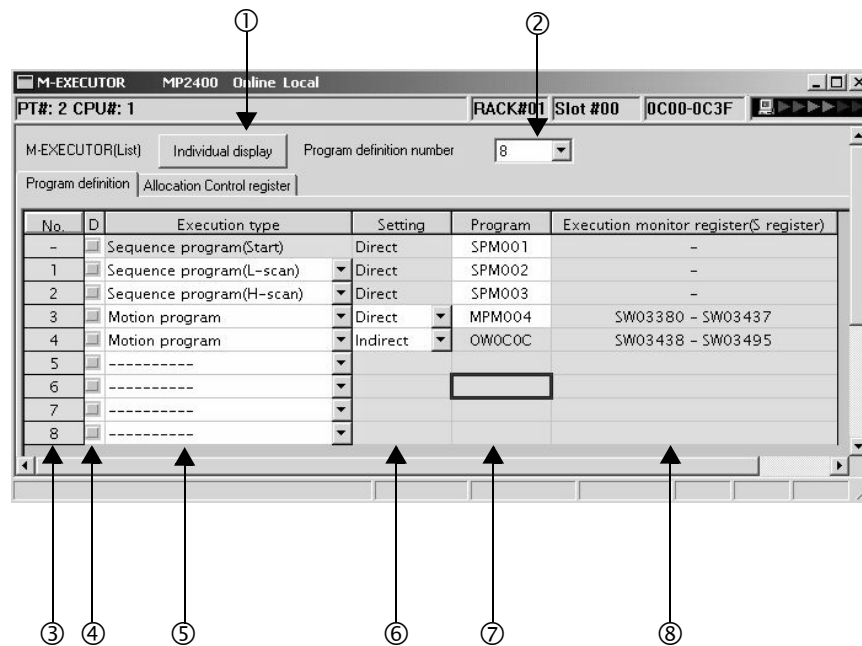 ① ②
M-EXECUTOR MP2400 Online Local
PT#: 2 CPU#: 1 RACK#01 Slot #00 0C00-0C3F
M-EXECUTOR(List) Individual display Program definition number 8
Program definition Allocation Control register
No. D Execution type Setting Program Execution monitor register(S register)
– Sequence program(Start) Direct SPM001 –
1 Sequence program(L-scan) Direct SPM002 –
2 Sequence program(H-scan) Direct SPM003 –
3 Motion program Direct MPM004 SW03380 – SW03437
4 Motion program Indirect OW0C0C SW03438 – SW03495
5 ----------
6 ----------
7 ----------
8 ----------
③ ④ ⑤ ⑥ ⑦ ⑧